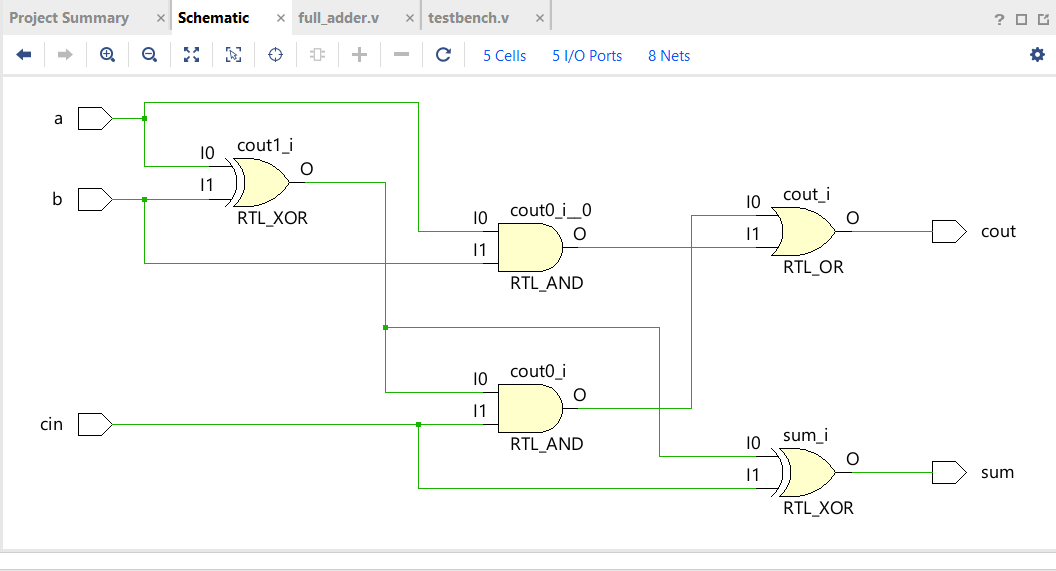 Project Summary × Schematic × full_adder.v × testbench.v × ?
5 Cells 5 I/O Ports 8 Nets
a
I0 cout1_i O
b I1
RTL_XOR
I0 cout0_i__0 O
I1
RTL_AND
I0 cout_i O
I1 cout
RTL_OR
I0 cout0_i O
cin I1
RTL_AND
I0 sum_i O
I1 sum
RTL_XOR